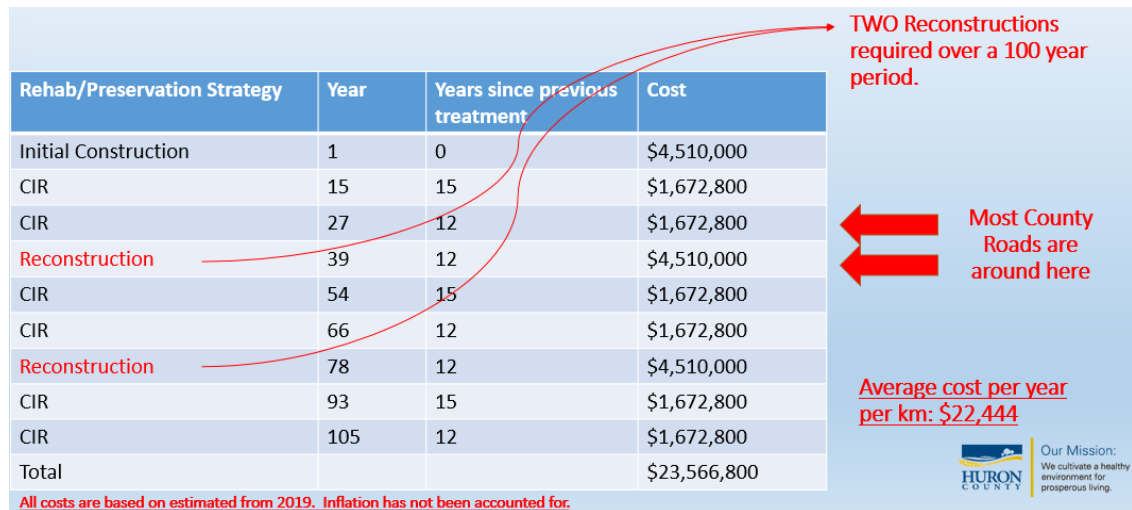 TWO Reconstructions
required over a 100 year
period.
Rehab/Preservation Strategy Year Years since previous treatment Cost
Initial Construction 1 0 $4,510,000
CIR 15 15 $1,672,800
CIR 27 12 $1,672,800
Reconstruction 39 12 $4,510,000
CIR 54 15 $1,672,800
CIR 66 12 $1,672,800
Reconstruction 78 12 $4,510,000
CIR 93 15 $1,672,800
CIR 105 12 $1,672,800
Total $23,566,800
Most County
Roads are
around here
Average cost per year
per km: $22,444
All costs are based on estimated from 2019. Inflation has not been accounted for.
HURON
COUNTY
Our Mission:
We cultivate a healthy
environment for
prosperous living.